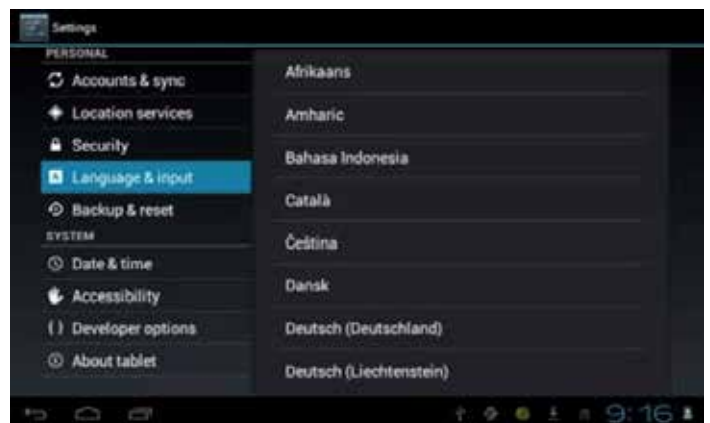 Settings
PERSONAL
Accounts & sync
Location services
Security
Language & input
Backup & reset
SYSTEM
Date & time
Accessibility
{ } Developer options
About tablet
Afrikaans
Amharic
Bahasa Indonesia
Català
Čeština
Dansk
Deutsch (Deutschland)
Deutsch (Liechtenstein)
9:16